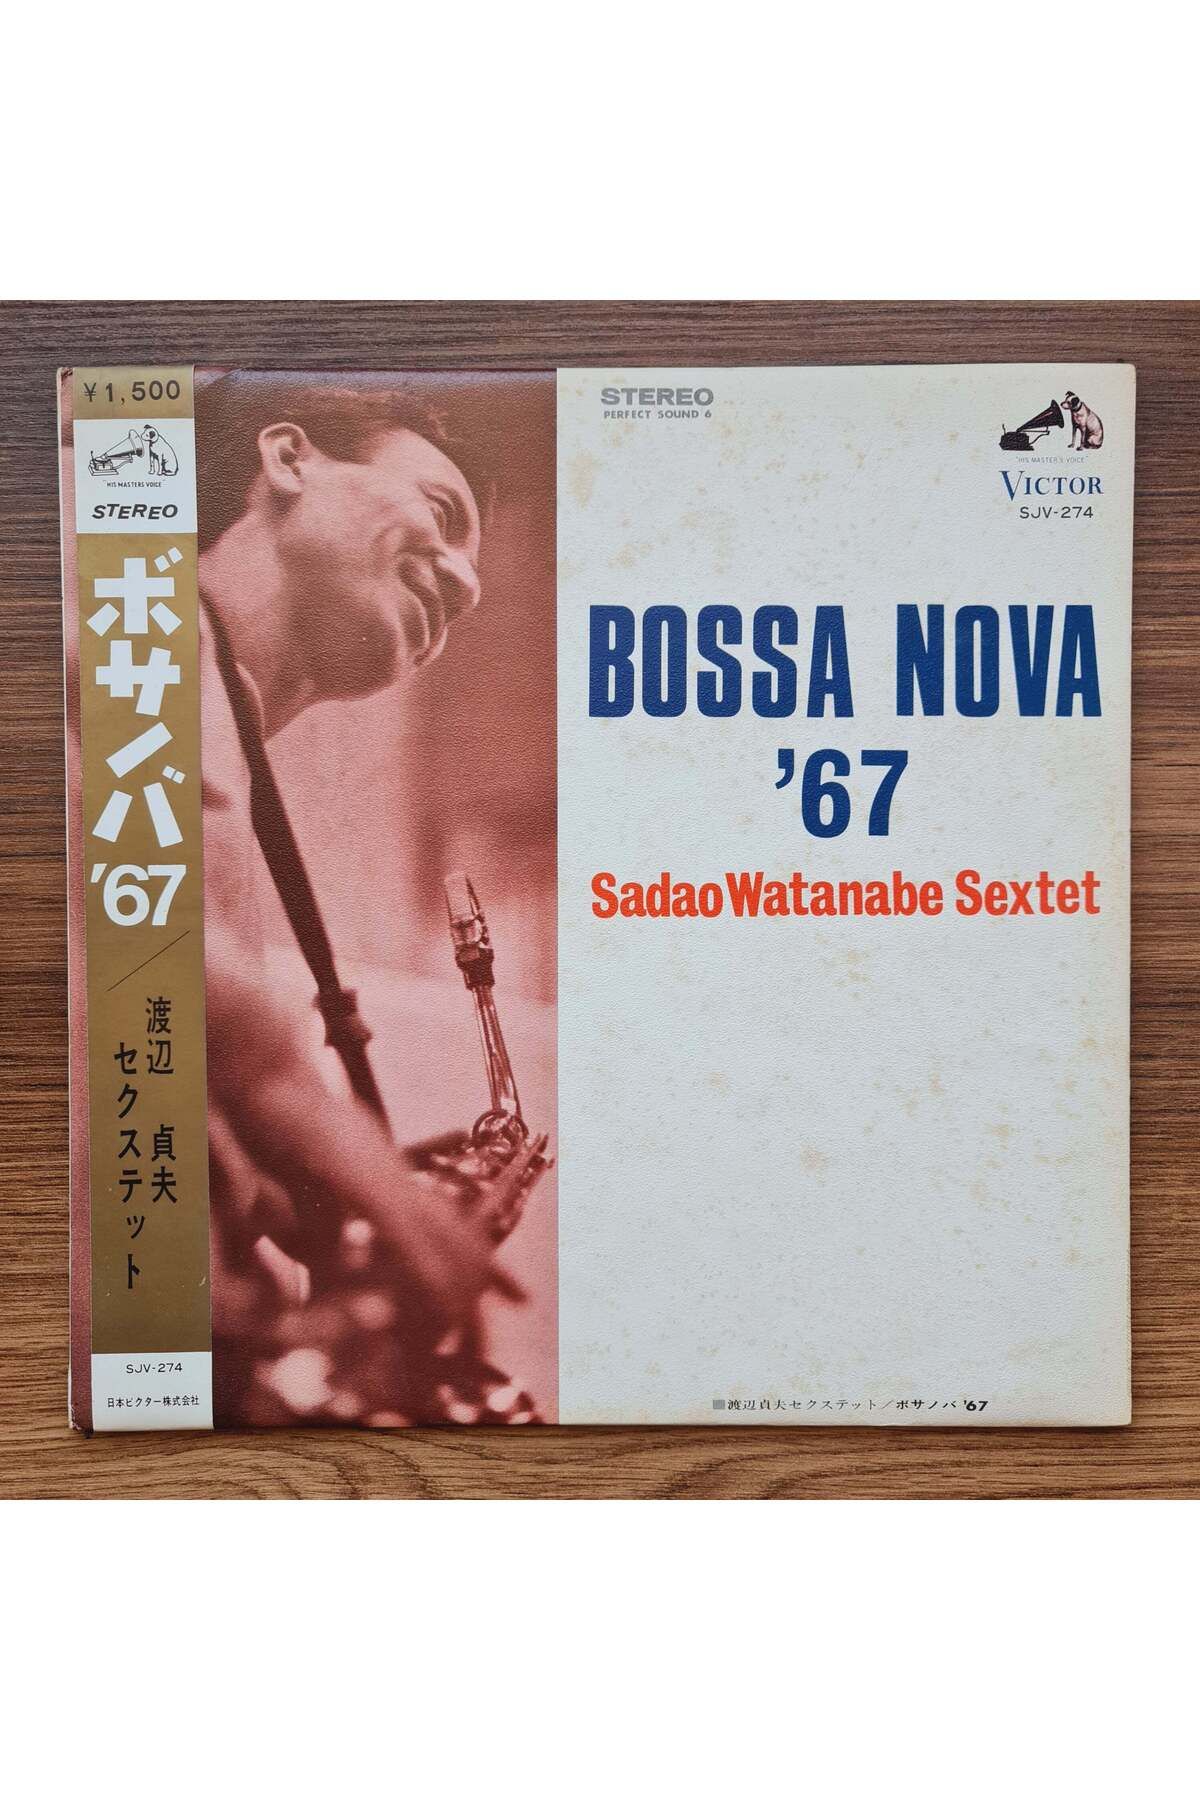 ¥1,500
"HIS MASTERS VOICE"
STEREO
ボサノバ
'67
渡辺 貞夫
セクステット
SJV-274
日本ビクター株式会社
STEREO
PERFECT SOUND 6
"HIS MASTER'S VOICE"
VICTOR
SJV-274
BOSSA NOVA
'67
Sadao Watanabe Sextet
渡辺貞夫セクステット／ボサノバ '67